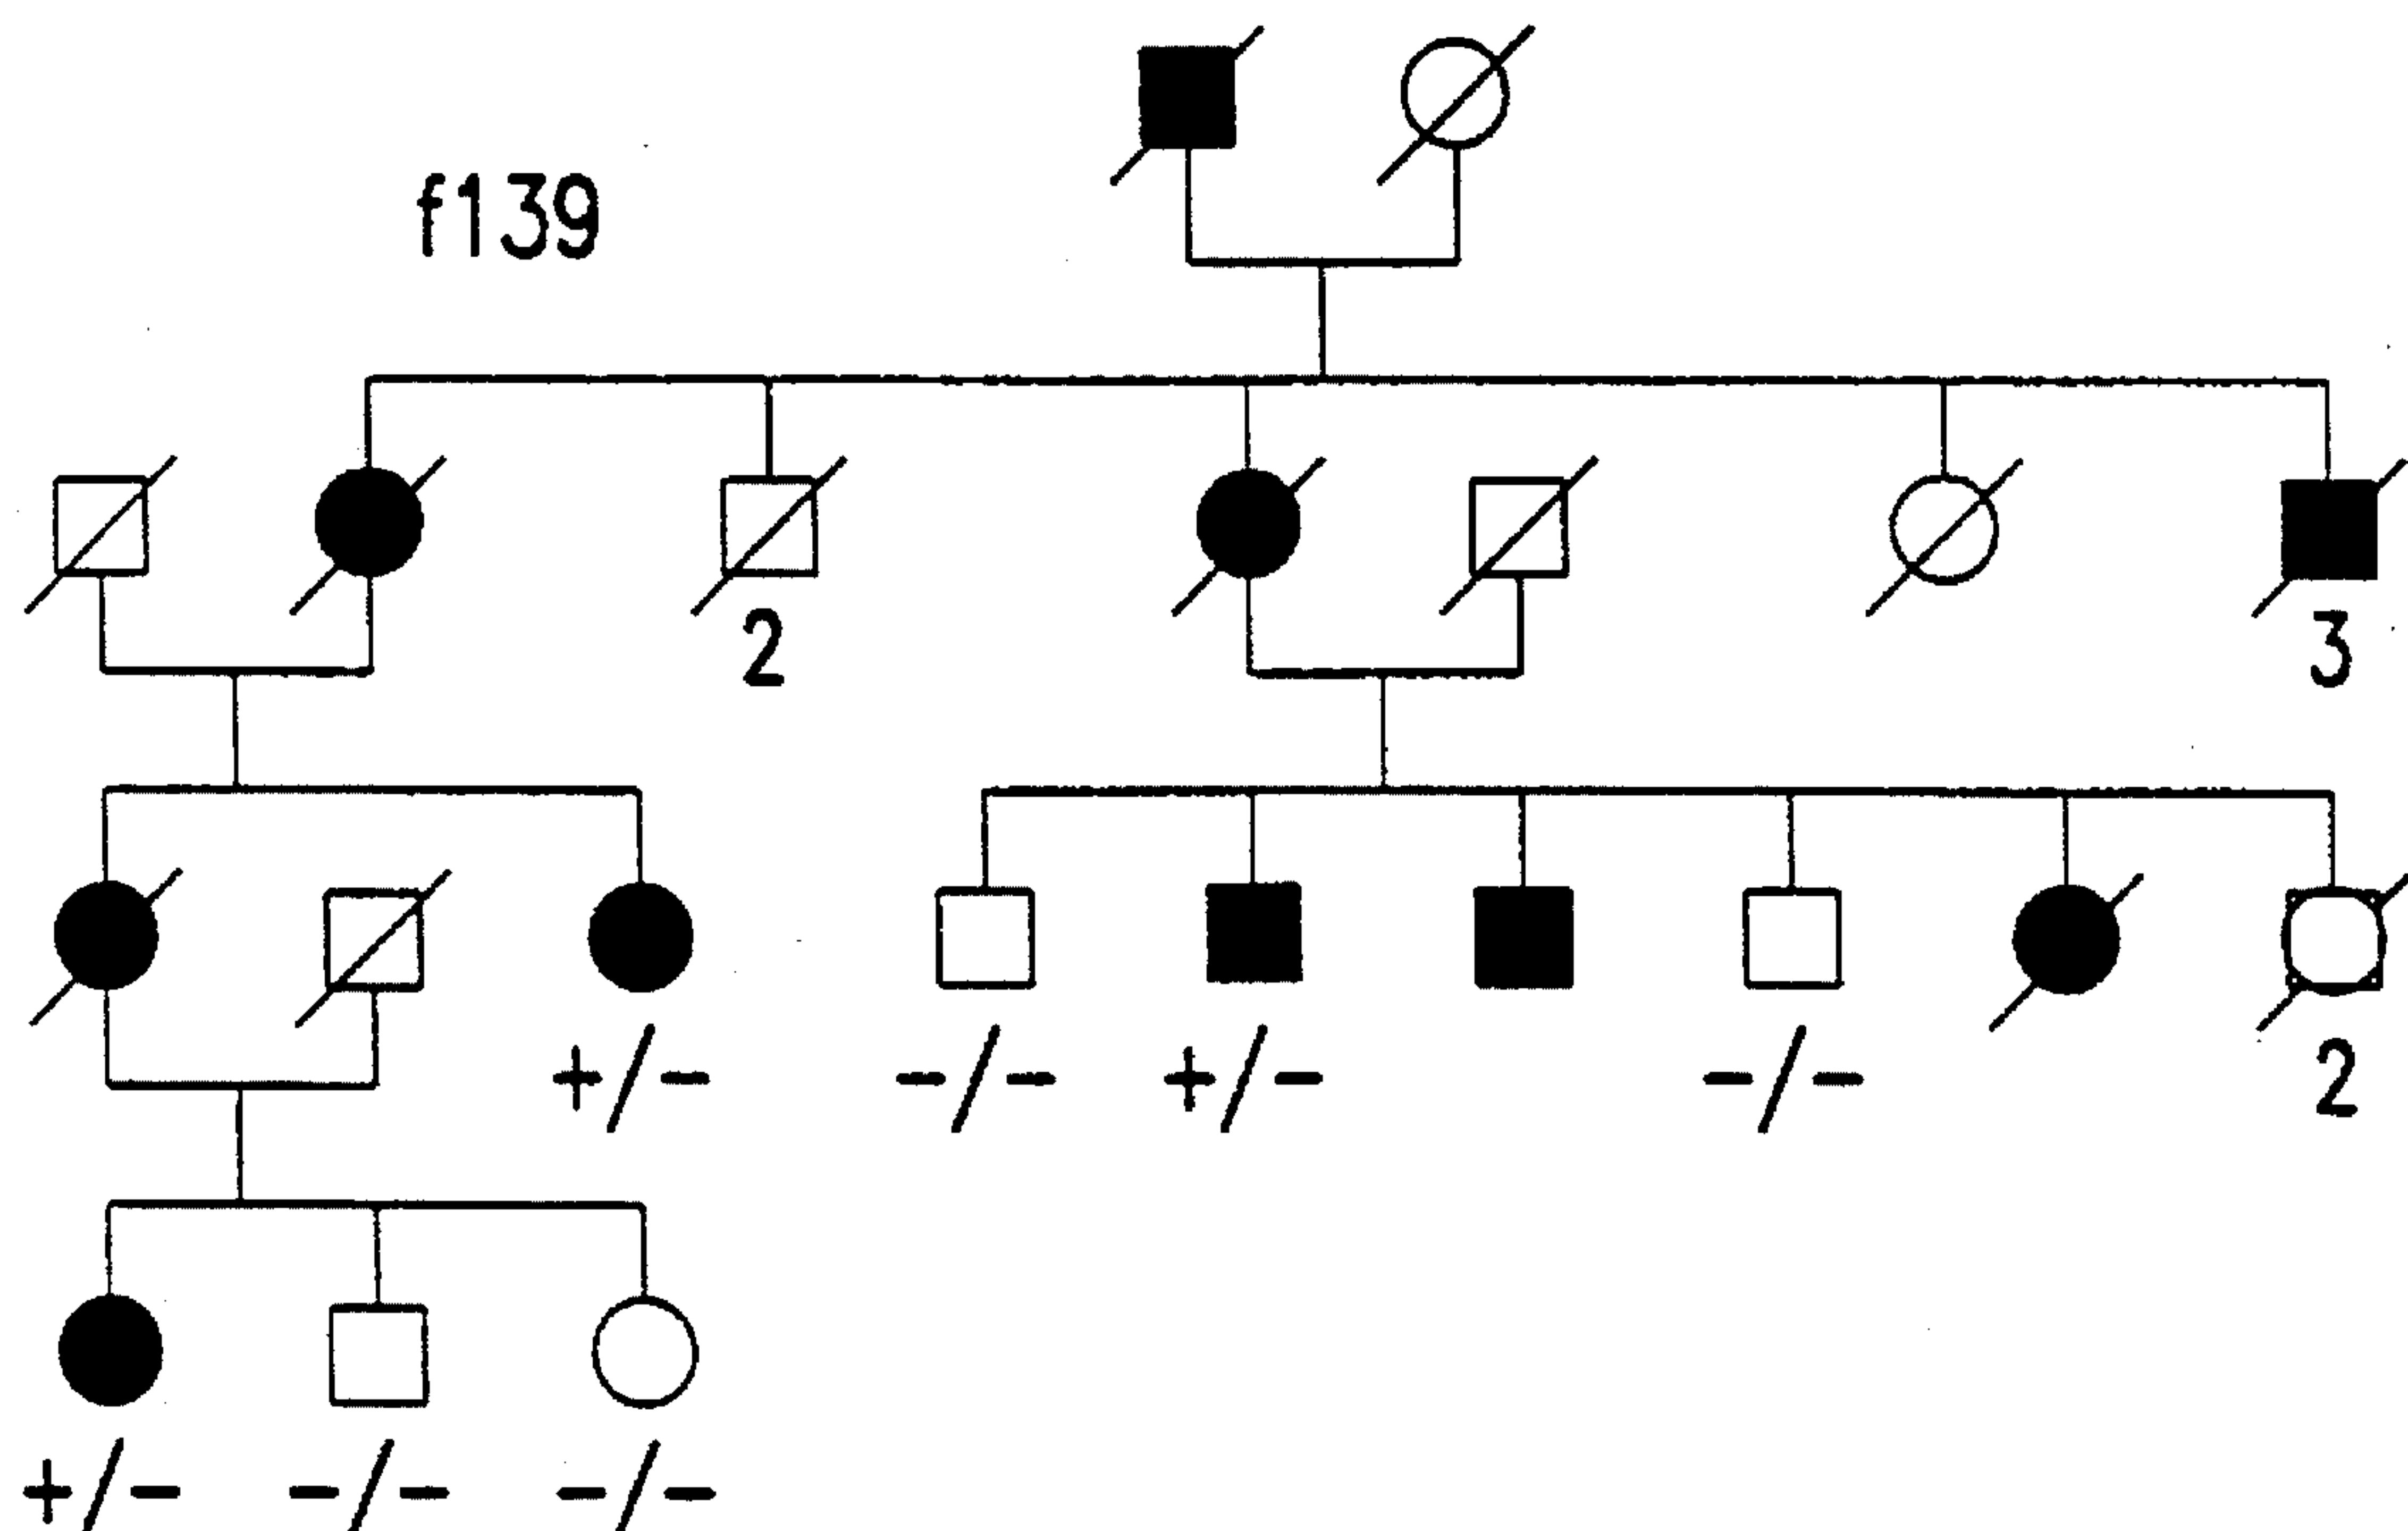 f139
2 3
+/- -/- +/- -/- 2
+/- -/- -/-